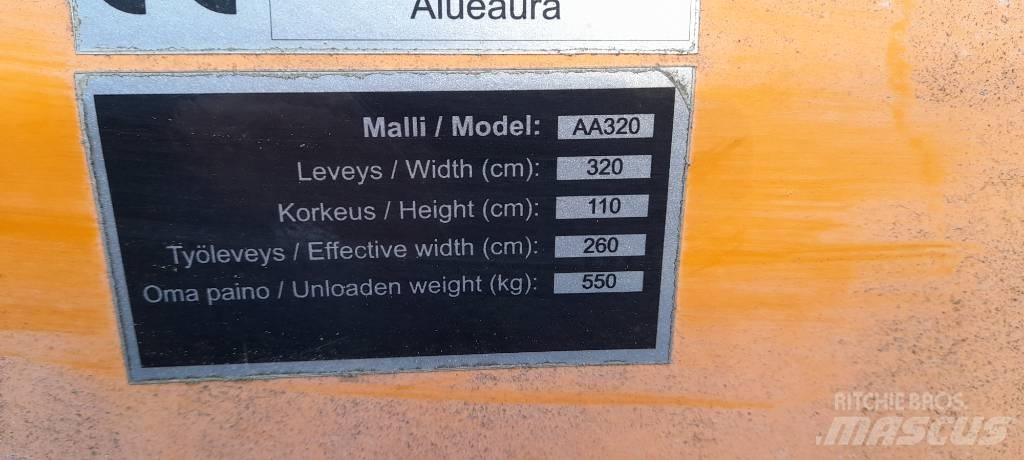 Alueaura
Malli / Model: AA320
Leveys / Width (cm): 320
Korkeus / Height (cm): 110
Työleveys / Effective width (cm): 260
Oma paino / Unloaden weight (kg): 550
RITCHIE BROS.
MASCUS